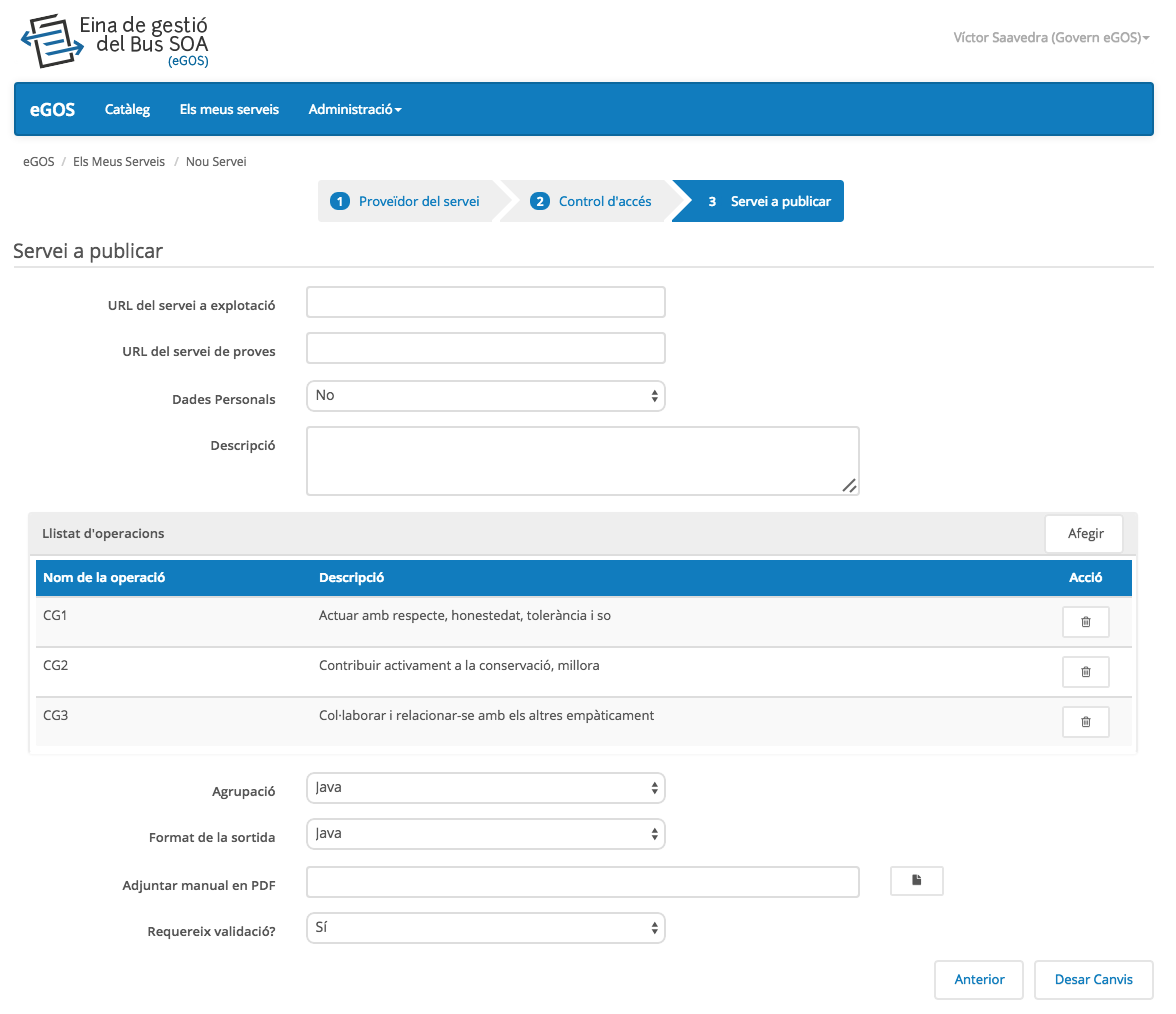 Eina de gestió
del Bus SOA
(eGOS)
Víctor Saavedra (Govern eGOS)
eGOS Catàleg Els meus serveis Administració
eGOS / Els Meus Serveis / Nou Servei
1 Proveïdor del servei 2 Control d'accés 3 Servei a publicar
Servei a publicar
URL del servei a explotació
URL del servei de proves
Dades Personals No
Descripció
Llistat d'operacions Afegir
Nom de la operació Descripció Acció
CG1 Actuar amb respecte, honestedat, tolerància i so
CG2 Contribuir activament a la conservació, millora
CG3 Col·laborar i relacionar-se amb els altres empàticament
Agrupació Java
Format de la sortida Java
Adjuntar manual en PDF
Requereix validació? Sí
Anterior Desar Canvis